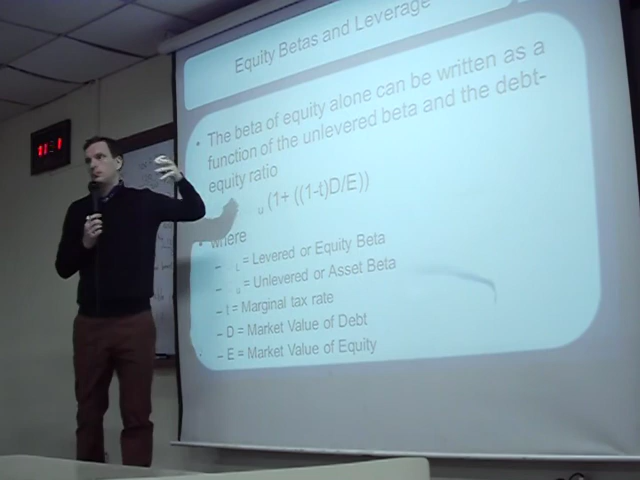 Equity Betas and Leverage
• The beta of equity alone can be written as a
function of the unlevered beta and the debt-
equity ratio
u (1+ ((1-t)D/E))
• where
– L = Levered or Equity Beta
– u = Unlevered or Asset Beta
– t = Marginal tax rate
– D = Market Value of Debt
– E = Market Value of Equity